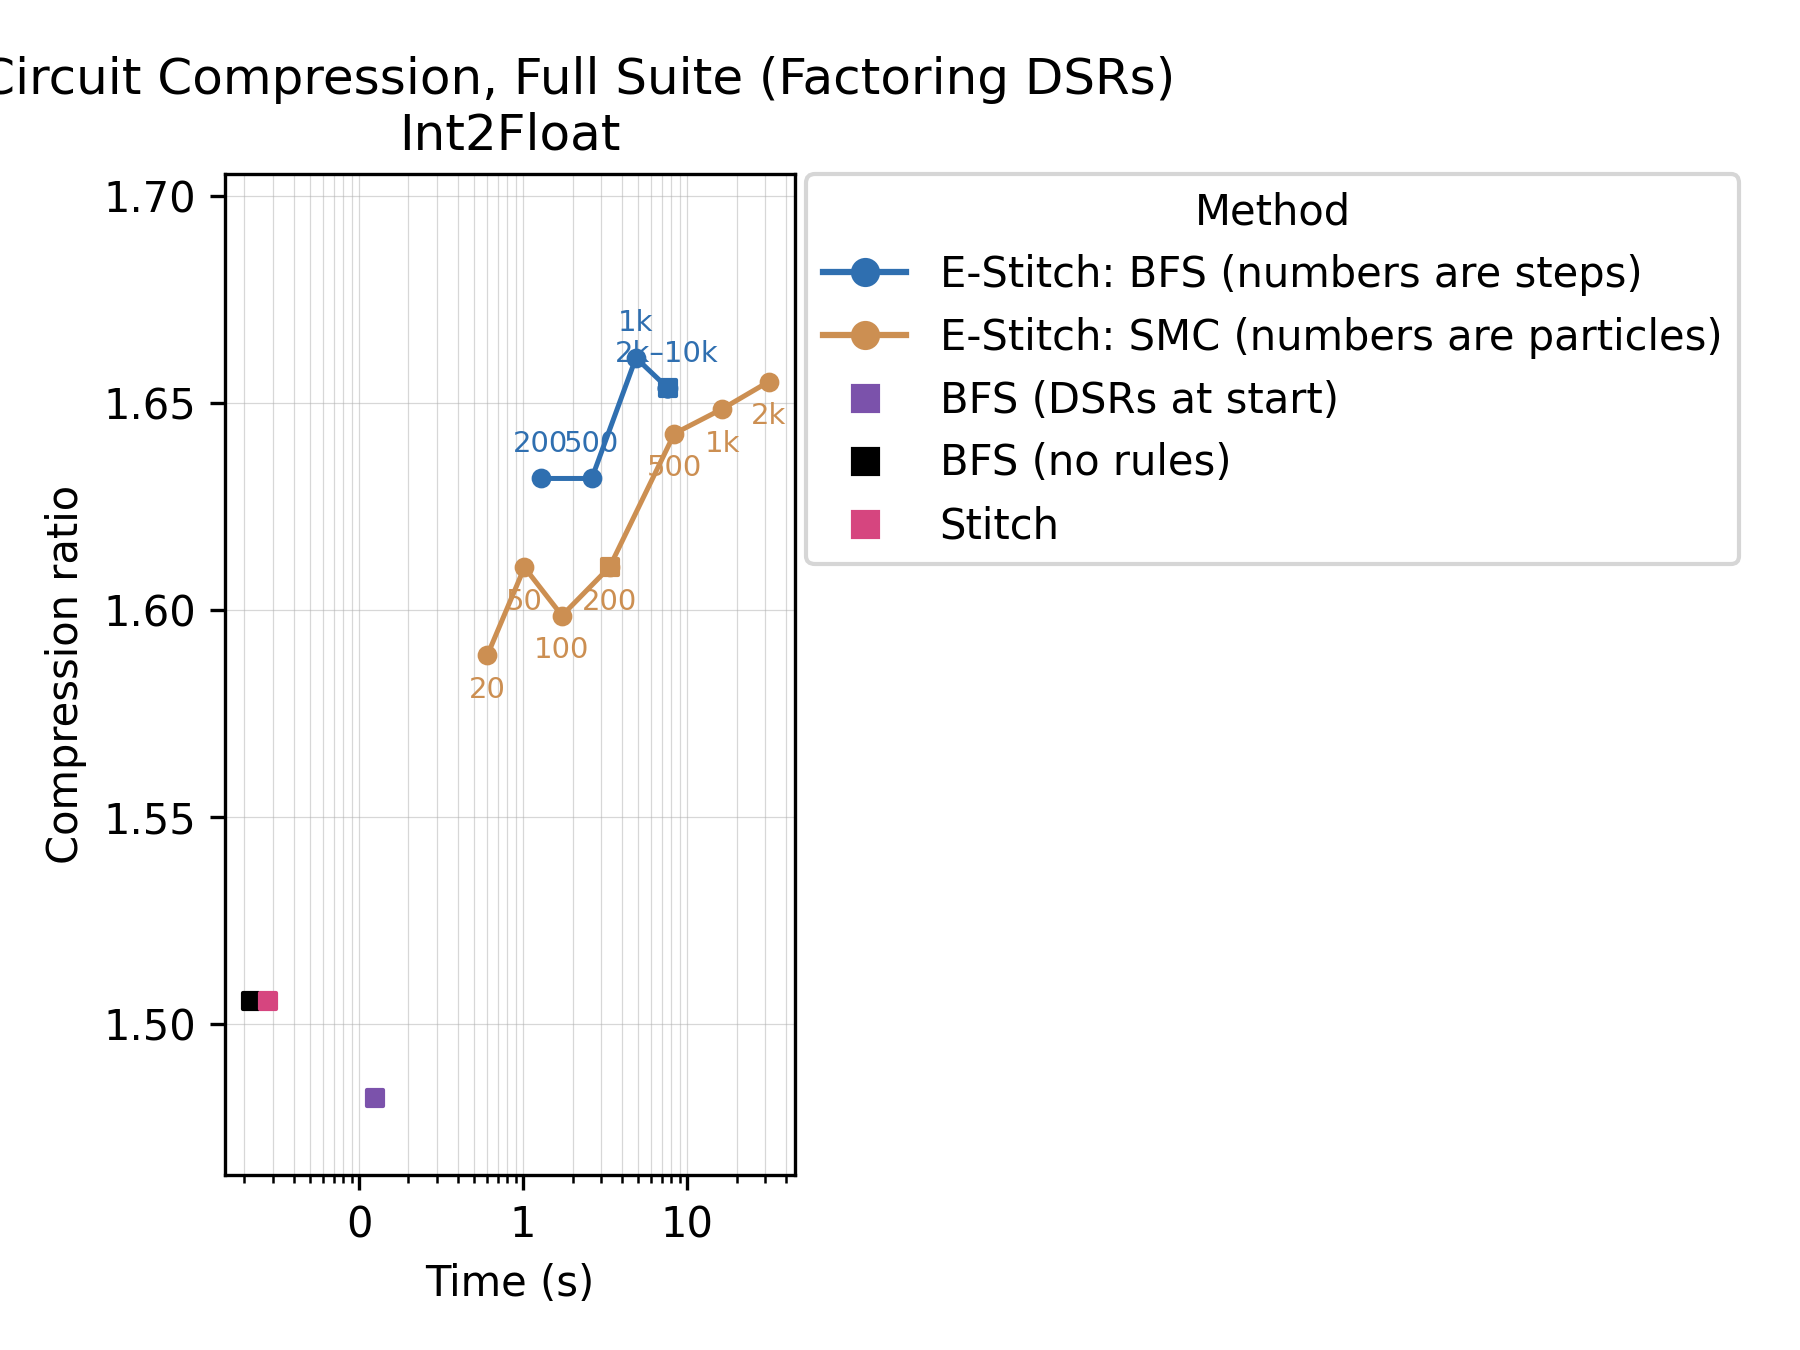 Circuit Compression, Full Suite (Factoring DSRs)
Int2Float
Compression ratio
1.70
1.65
1.60
1.55
1.50
1k
2k–10k
200
500
2k
1k
500
50
200
100
20
0
1
10
Time (s)
Method
E-Stitch: BFS (numbers are steps)
E-Stitch: SMC (numbers are particles)
BFS (DSRs at start)
BFS (no rules)
Stitch